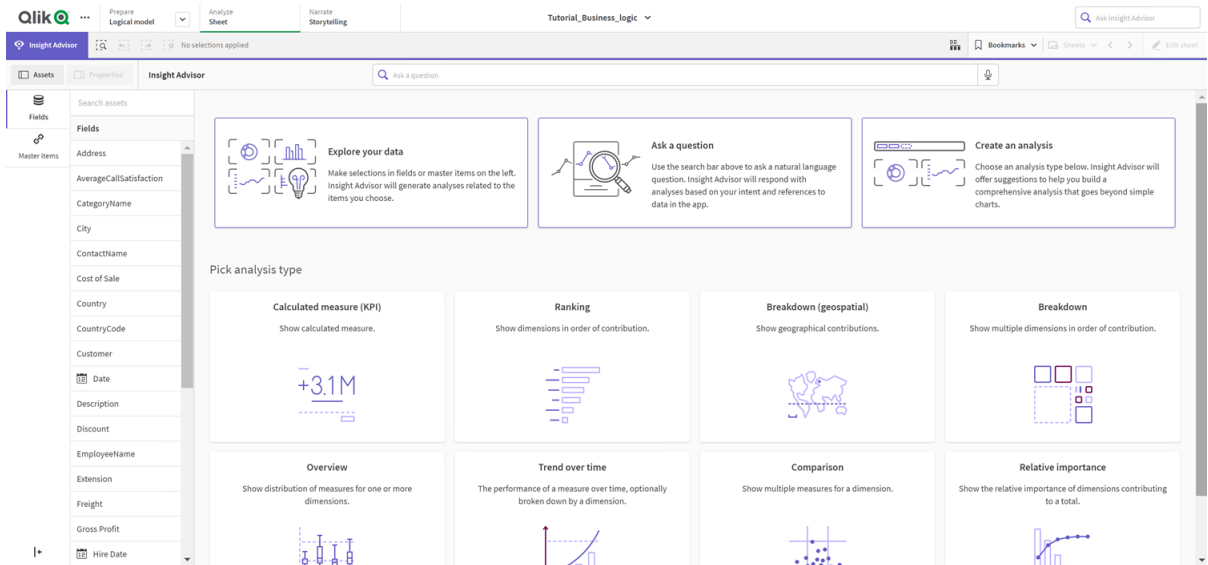 Qlik
Prepare
Logical model
Analyze
Sheet
Narrate
Storytelling
Tutorial_Business_logic
Ask Insight Advisor
Insight Advisor
No selections applied
Bookmarks
Sheets
Edit sheet
Assets
Properties
Insight Advisor
Ask a question
Fields
Master Items
Search assets
Fields
Address
AverageCallSatisfaction
CategoryName
City
ContactName
Cost of Sale
Country
CountryCode
Customer
Date
Description
Discount
EmployeeName
Extension
Freight
Gross Profit
Hire Date
Explore your data
Make selections in fields or master items on the left.
Insight Advisor will generate analyses related to the
items you choose.
Ask a question
Use the search bar above to ask a natural language
question. Insight Advisor will respond with
analyses based on your intent and references to
data in the app.
Create an analysis
Choose an analysis type below. Insight Advisor will
offer suggestions to help you build a
comprehensive analysis that goes beyond simple
charts.
Pick analysis type
Calculated measure (KPI)
Show calculated measure.
+3.1M
Ranking
Show dimensions in order of contribution.
Breakdown (geospatial)
Show geographical contributions.
Breakdown
Show multiple dimensions in order of contribution.
Overview
Show distribution of measures for one or more
dimensions.
Trend over time
The performance of a measure over time, optionally
broken down by a dimension.
Comparison
Show multiple measures for a dimension.
Relative importance
Show the relative importance of dimensions contributing
to a total.